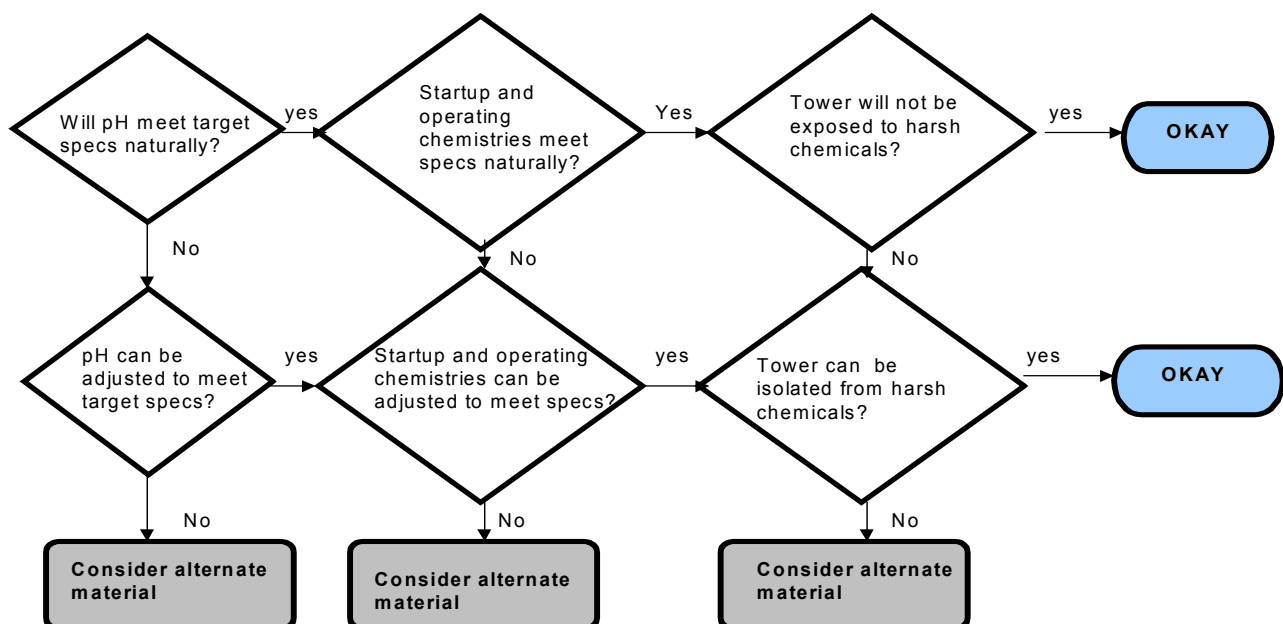 Will pH meet target
specs naturally?
yes
Startup and
operating
chemistries meet
specs naturally?
Yes
Tower will not be
exposed to harsh
chemicals?
yes
OKAY
No
No
No
pH can be
adjusted to meet
target specs?
yes
Startup and operating
chemistries can be
adjusted to meet specs?
yes
Tower can be
isolated from harsh
chemicals?
yes
OKAY
No
No
No
Consider alternate
material
Consider alternate
material
Consider alternate
material